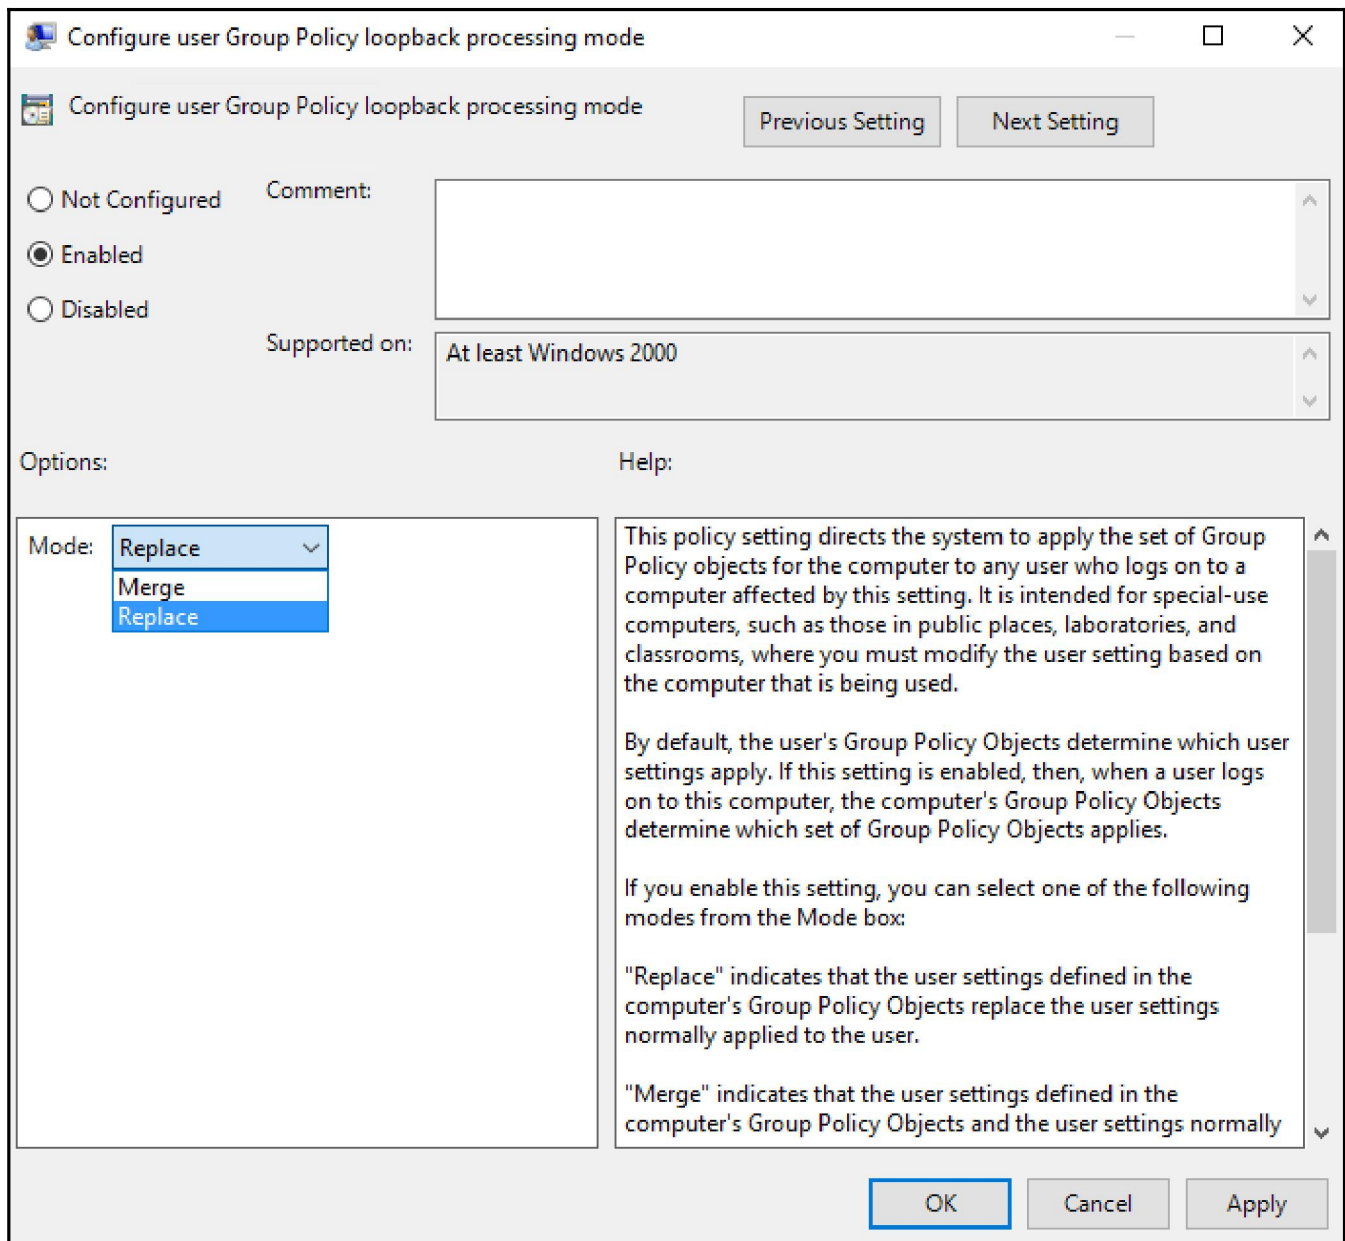 Configure user Group Policy loopback processing mode
Configure user Group Policy loopback processing mode
Previous Setting
Next Setting
Not Configured
Enabled
Disabled
Comment:
Supported on:
At least Windows 2000
Options:
Help:
Mode:
Replace
Merge
Replace
This policy setting directs the system to apply the set of Group
Policy objects for the computer to any user who logs on to a
computer affected by this setting. It is intended for special-use
computers, such as those in public places, laboratories, and
classrooms, where you must modify the user setting based on
the computer that is being used.
By default, the user's Group Policy Objects determine which user
settings apply. If this setting is enabled, then, when a user logs
on to this computer, the computer's Group Policy Objects
determine which set of Group Policy Objects applies.
If you enable this setting, you can select one of the following
modes from the Mode box:
"Replace" indicates that the user settings defined in the
computer's Group Policy Objects replace the user settings
normally applied to the user.
"Merge" indicates that the user settings defined in the
computer's Group Policy Objects and the user settings normally
OK
Cancel
Apply